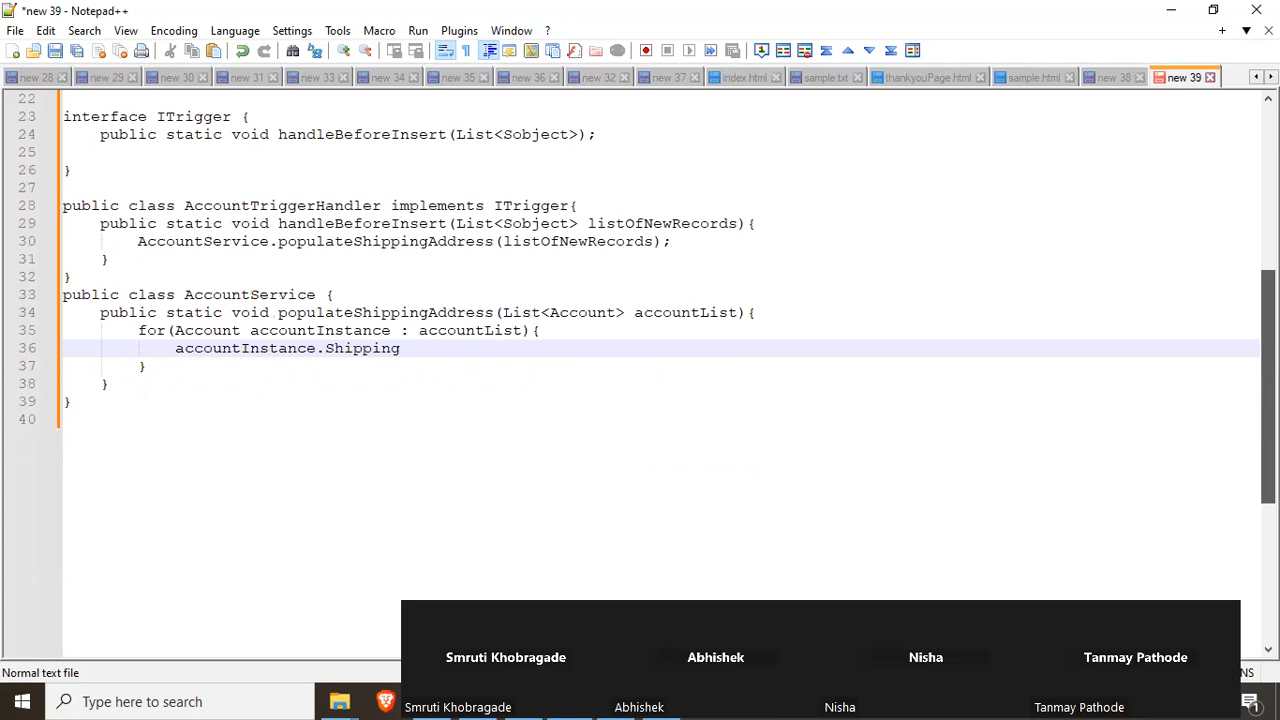 *new 39 - Notepad++
File Edit Search View Encoding Language Settings Tools Macro Run Plugins Window ?
new 28 new 29 new 30 new 31 new 33 new 34 new 35 new 36 new 32 new 37 index.html sample.txt thankyouPage.html sample.html new 38 new 39
22
23 interface ITrigger {
24 public static void handleBeforeInsert(List<Sobject>);
25
26 }
27
28 public class AccountTriggerHandler implements ITrigger{
29 public static void handleBeforeInsert(List<Sobject> listOfNewRecords){
30 AccountService.populateShippingAddress(listOfNewRecords);
31 }
32 }
33 public class AccountService {
34 public static void populateShippingAddress(List<Account> accountList){
35 for(Account accountInstance : accountList){
36 accountInstance.Shipping
37 }
38 }
39 }
40
Smruti Khobragade Abhishek Nisha Tanmay Pathode
Normal text file NS
Type here to search
Smruti Khobragade Abhishek Nisha Tanmay Pathode 1